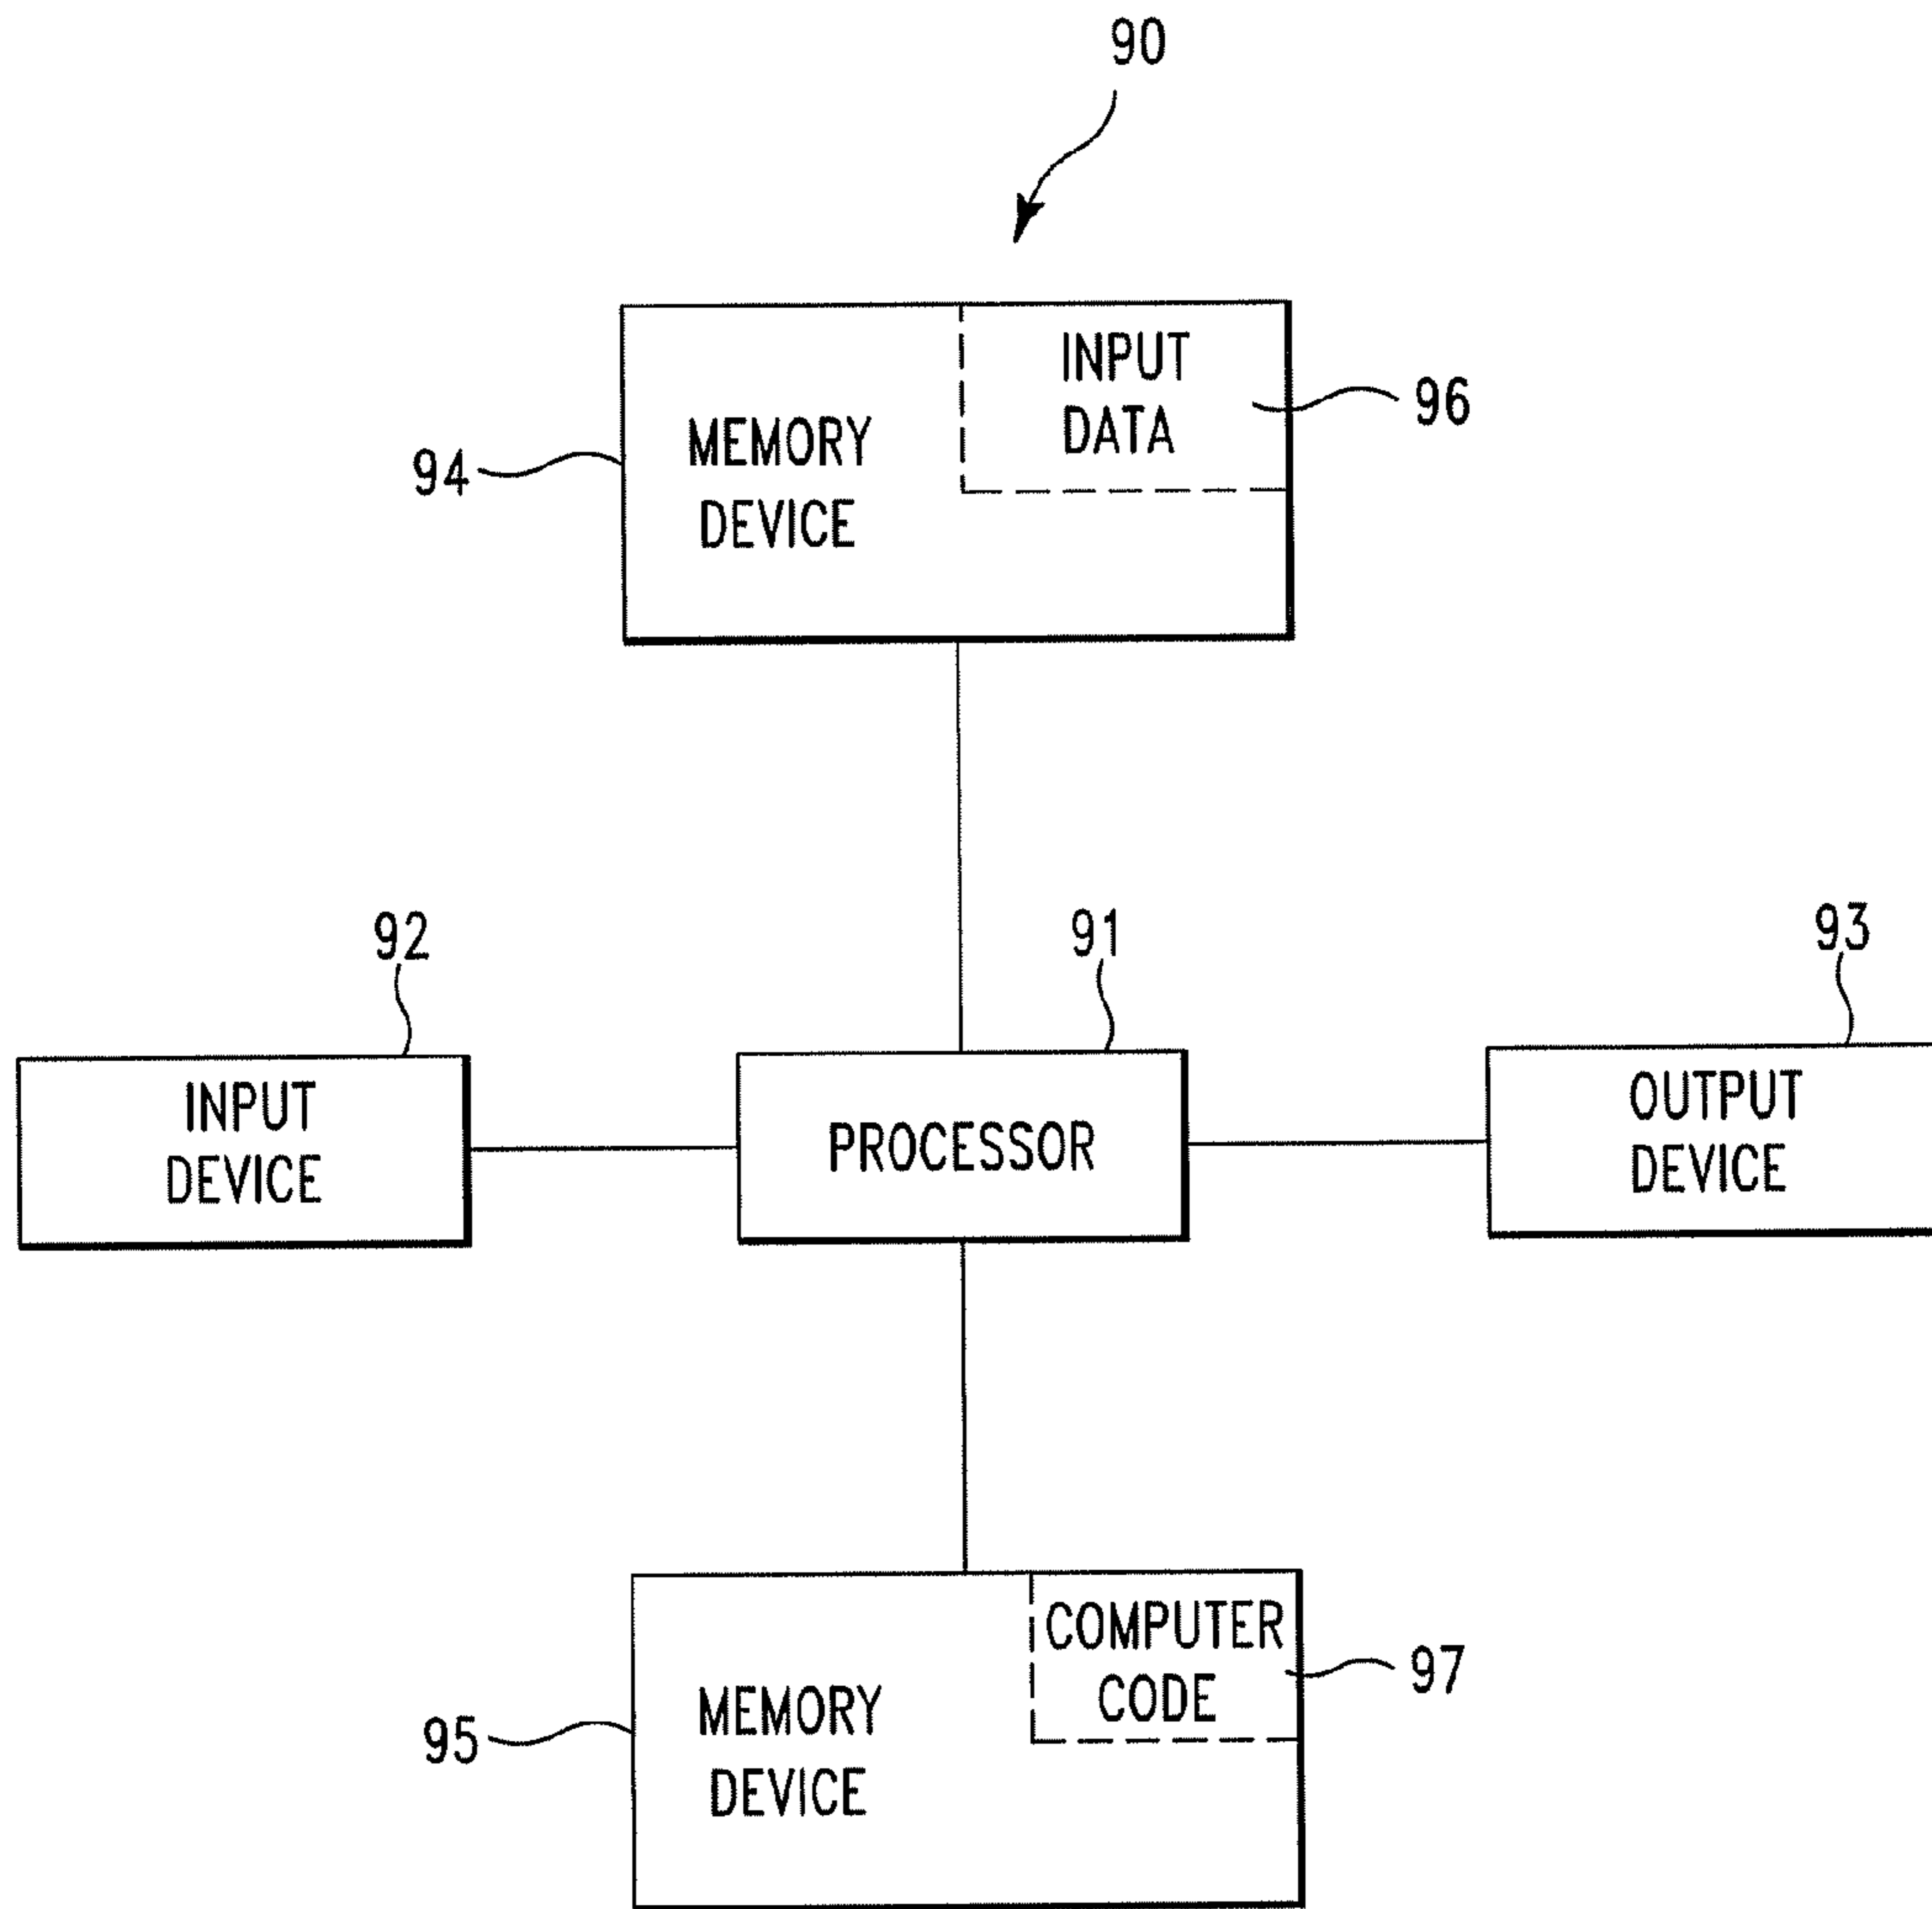 90
INPUT
DATA
96
MEMORY
DEVICE
94
92
91
93
INPUT
DEVICE
PROCESSOR
OUTPUT
DEVICE
COMPUTER
CODE
97
MEMORY
DEVICE
95